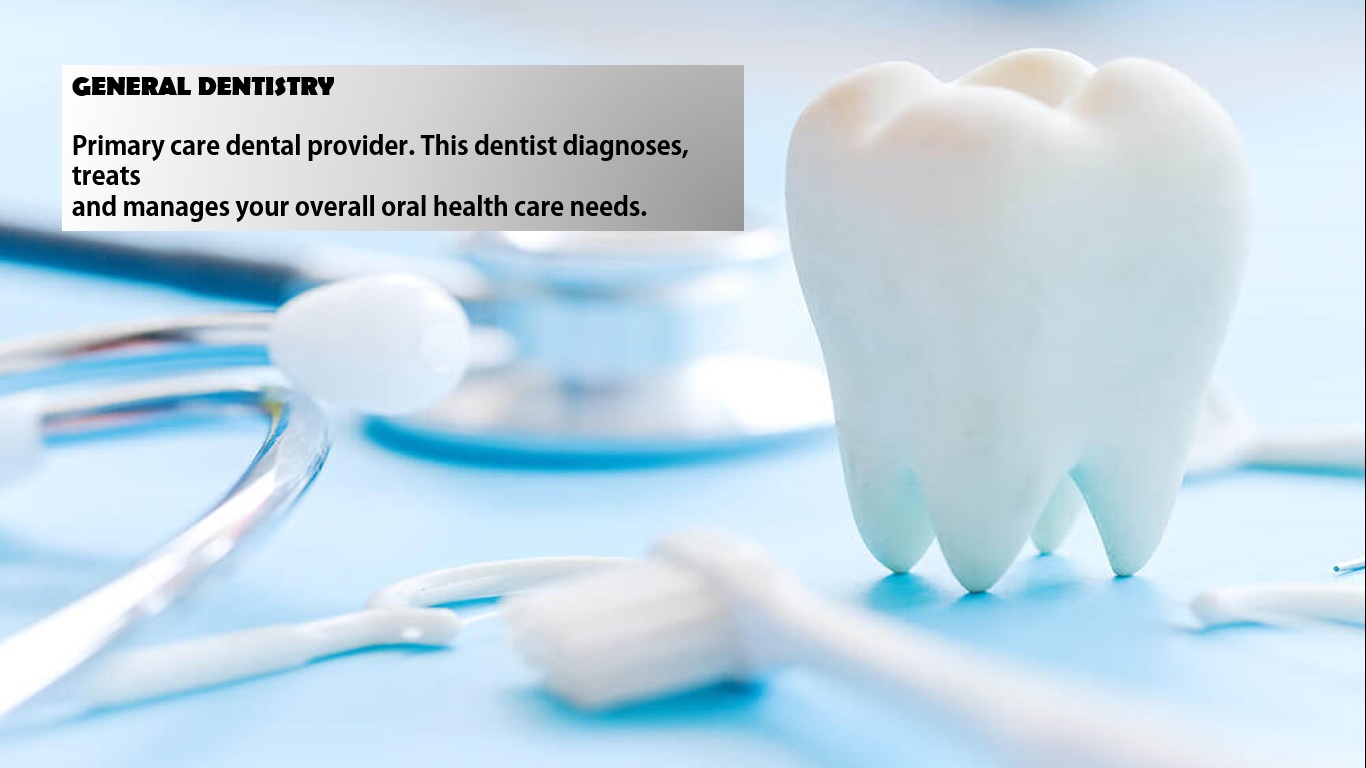 GENERAL DENTISTRY
Primary care dental provider. This dentist diagnoses,
treats
and manages your overall oral health care needs.